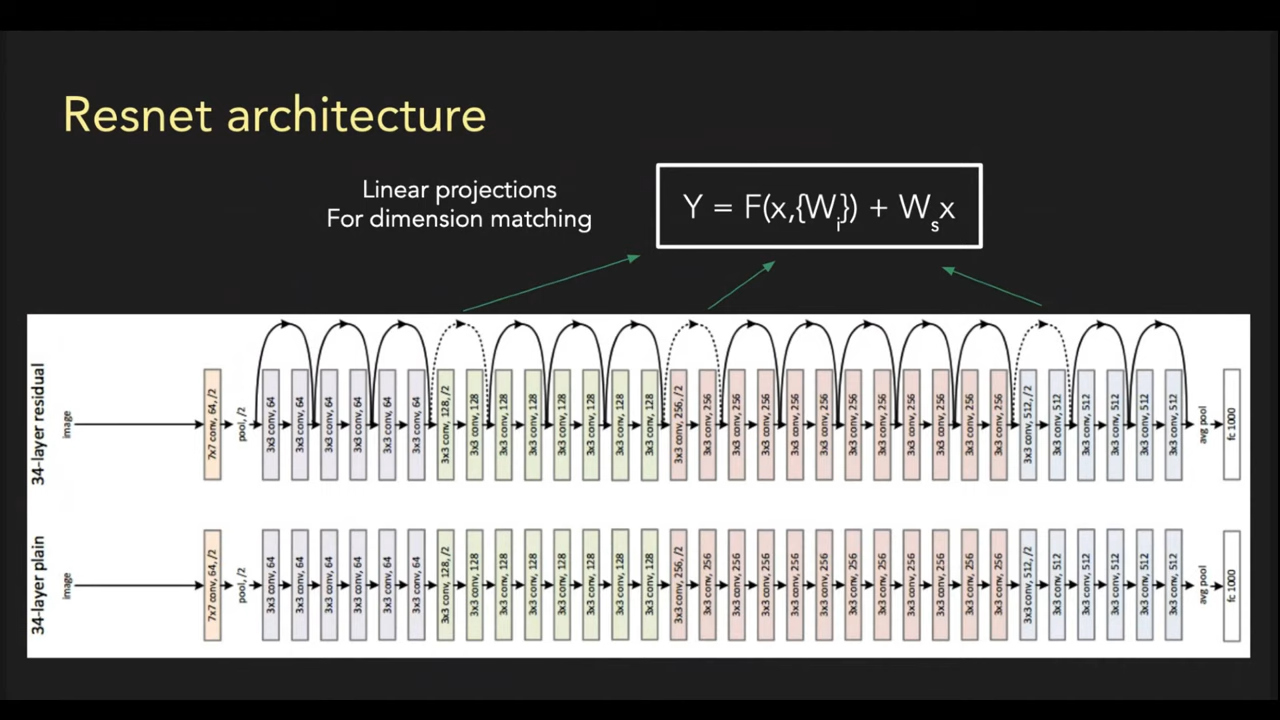 Resnet architecture
Linear projections
For dimension matching
Y = F(x,{Wi}) + Wsx
34-layer residual
image
7x7 conv, 64, /2
pool, /2
3x3 conv, 64
3x3 conv, 64
3x3 conv, 64
3x3 conv, 64
3x3 conv, 64
3x3 conv, 64
3x3 conv, 128, /2
3x3 conv, 128
3x3 conv, 128
3x3 conv, 128
3x3 conv, 128
3x3 conv, 128
3x3 conv, 128
3x3 conv, 128
3x3 conv, 256, /2
3x3 conv, 256
3x3 conv, 256
3x3 conv, 256
3x3 conv, 256
3x3 conv, 256
3x3 conv, 256
3x3 conv, 256
3x3 conv, 256
3x3 conv, 256
3x3 conv, 256
3x3 conv, 256
3x3 conv, 512, /2
3x3 conv, 512
3x3 conv, 512
3x3 conv, 512
3x3 conv, 512
3x3 conv, 512
avg pool
fc 1000
34-layer plain
image
7x7 conv, 64, /2
pool, /2
3x3 conv, 64
3x3 conv, 64
3x3 conv, 64
3x3 conv, 64
3x3 conv, 64
3x3 conv, 64
3x3 conv, 128, /2
3x3 conv, 128
3x3 conv, 128
3x3 conv, 128
3x3 conv, 128
3x3 conv, 128
3x3 conv, 128
3x3 conv, 128
3x3 conv, 256, /2
3x3 conv, 256
3x3 conv, 256
3x3 conv, 256
3x3 conv, 256
3x3 conv, 256
3x3 conv, 256
3x3 conv, 256
3x3 conv, 256
3x3 conv, 256
3x3 conv, 256
3x3 conv, 256
3x3 conv, 512, /2
3x3 conv, 512
3x3 conv, 512
3x3 conv, 512
3x3 conv, 512
3x3 conv, 512
avg pool
fc 1000